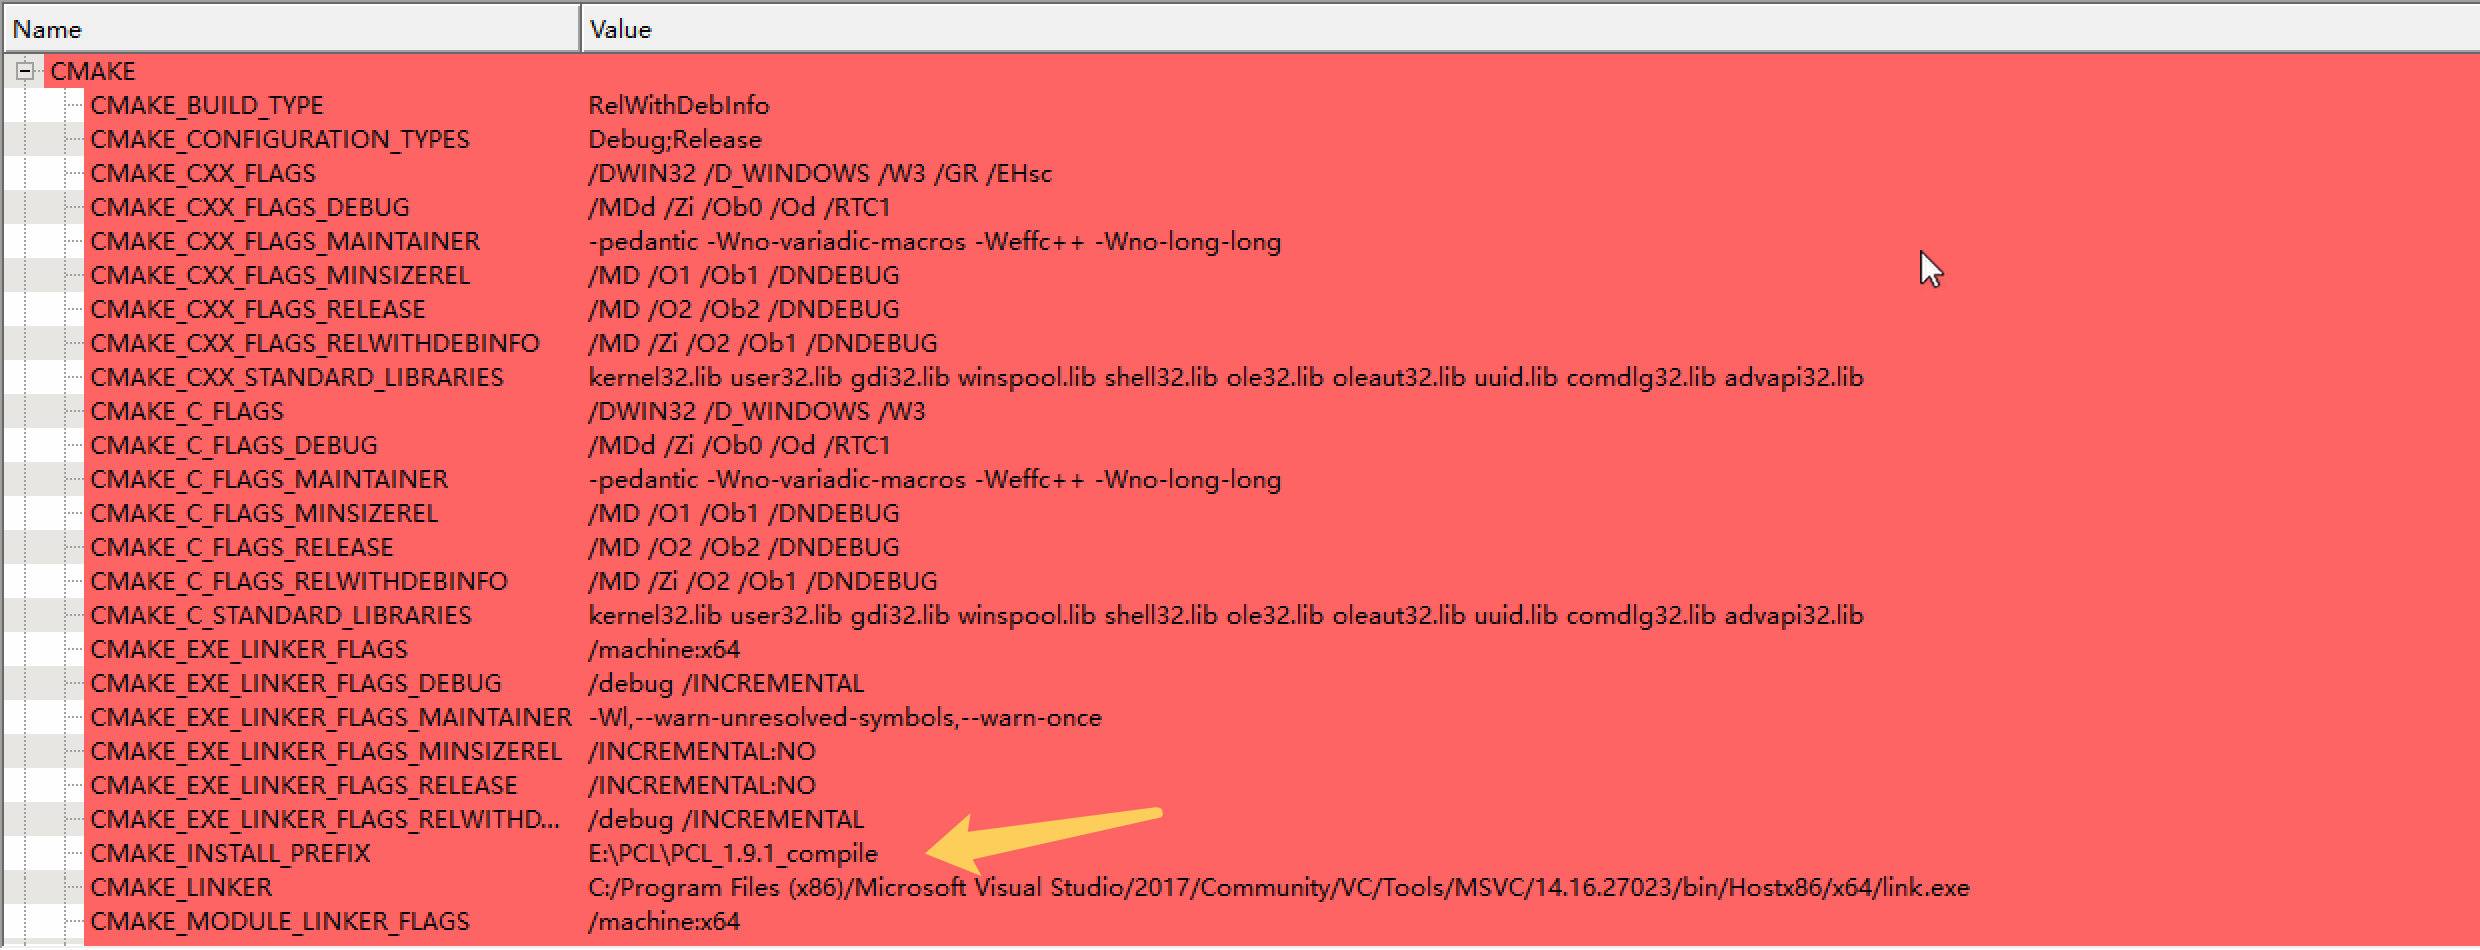 Name Value
CMAKE
CMAKE_BUILD_TYPE RelWithDebInfo
CMAKE_CONFIGURATION_TYPES Debug;Release
CMAKE_CXX_FLAGS /DWIN32 /D_WINDOWS /W3 /GR /EHsc
CMAKE_CXX_FLAGS_DEBUG /MDd /Zi /Ob0 /Od /RTC1
CMAKE_CXX_FLAGS_MAINTAINER -pedantic -Wno-variadic-macros -Weffc++ -Wno-long-long
CMAKE_CXX_FLAGS_MINSIZEREL /MD /O1 /Ob1 /DNDEBUG
CMAKE_CXX_FLAGS_RELEASE /MD /O2 /Ob2 /DNDEBUG
CMAKE_CXX_FLAGS_RELWITHDEBINFO /MD /Zi /O2 /Ob1 /DNDEBUG
CMAKE_CXX_STANDARD_LIBRARIES kernel32.lib user32.lib gdi32.lib winspool.lib shell32.lib ole32.lib oleaut32.lib uuid.lib comdlg32.lib advapi32.lib
CMAKE_C_FLAGS /DWIN32 /D_WINDOWS /W3
CMAKE_C_FLAGS_DEBUG /MDd /Zi /Ob0 /Od /RTC1
CMAKE_C_FLAGS_MAINTAINER -pedantic -Wno-variadic-macros -Weffc++ -Wno-long-long
CMAKE_C_FLAGS_MINSIZEREL /MD /O1 /Ob1 /DNDEBUG
CMAKE_C_FLAGS_RELEASE /MD /O2 /Ob2 /DNDEBUG
CMAKE_C_FLAGS_RELWITHDEBINFO /MD /Zi /O2 /Ob1 /DNDEBUG
CMAKE_C_STANDARD_LIBRARIES kernel32.lib user32.lib gdi32.lib winspool.lib shell32.lib ole32.lib oleaut32.lib uuid.lib comdlg32.lib advapi32.lib
CMAKE_EXE_LINKER_FLAGS /machine:x64
CMAKE_EXE_LINKER_FLAGS_DEBUG /debug /INCREMENTAL
CMAKE_EXE_LINKER_FLAGS_MAINTAINER -Wl,--warn-unresolved-symbols,--warn-once
CMAKE_EXE_LINKER_FLAGS_MINSIZEREL /INCREMENTAL:NO
CMAKE_EXE_LINKER_FLAGS_RELEASE /INCREMENTAL:NO
CMAKE_EXE_LINKER_FLAGS_RELWITHD... /debug /INCREMENTAL
CMAKE_INSTALL_PREFIX E:\PCL\PCL_1.9.1_compile
CMAKE_LINKER C:/Program Files (x86)/Microsoft Visual Studio/2017/Community/VC/Tools/MSVC/14.16.27023/bin/Hostx86/x64/link.exe
CMAKE_MODULE_LINKER_FLAGS /machine:x64